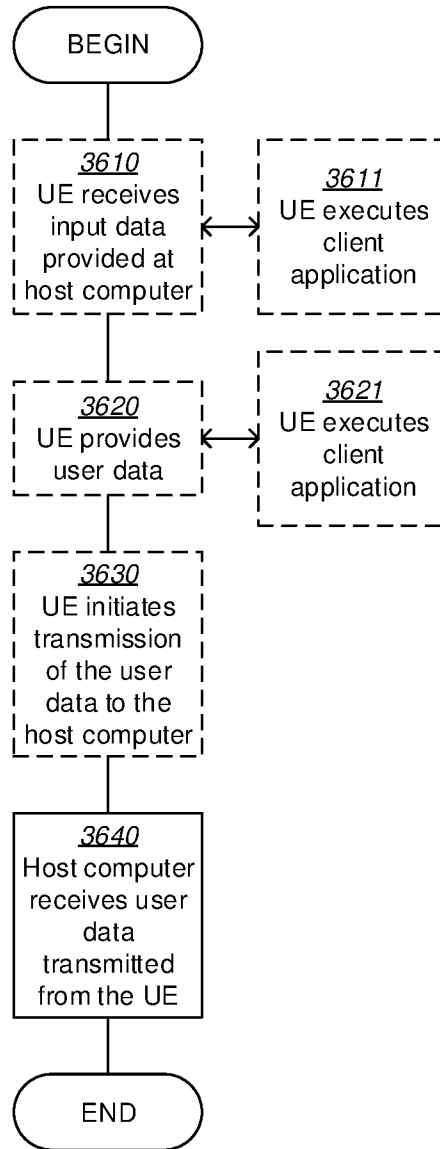 BEGIN
3610
UE receives
input data
provided at
host computer
3611
UE executes
client
application
3620
UE provides
user data
3621
UE executes
client
application
3630
UE initiates
transmission
of the user
data to the
host computer
3640
Host computer
receives user
data
transmitted
from the UE
END